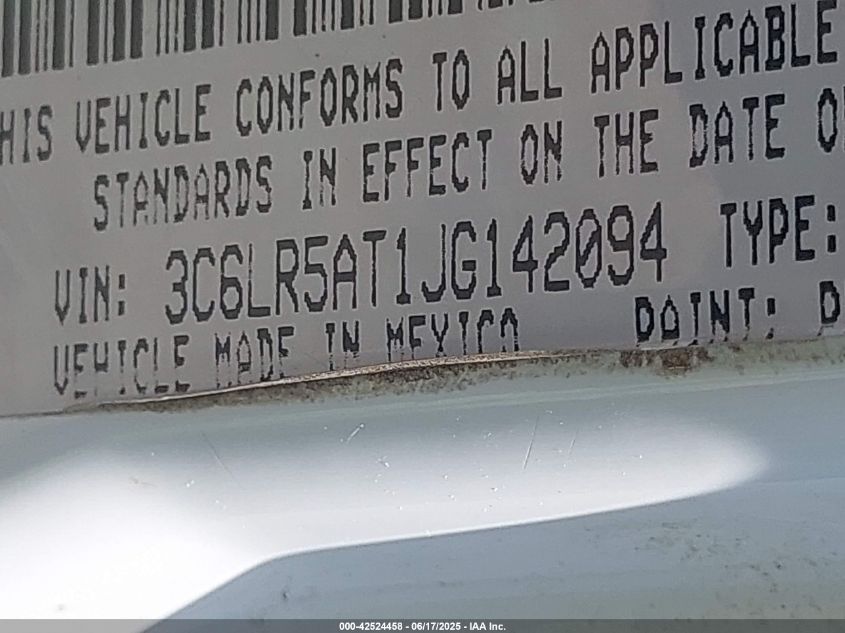 HIS VEHICLE CONFORMS TO ALL APPLICABLE
STANDARDS IN EFFECT ON THE DATE O
VIN: 3C6LR5AT1JG142094 TYPE:
VEHICLE MADE IN MEXICO PAINT: D
000-42524458 - 06/17/2025 - IAA Inc.